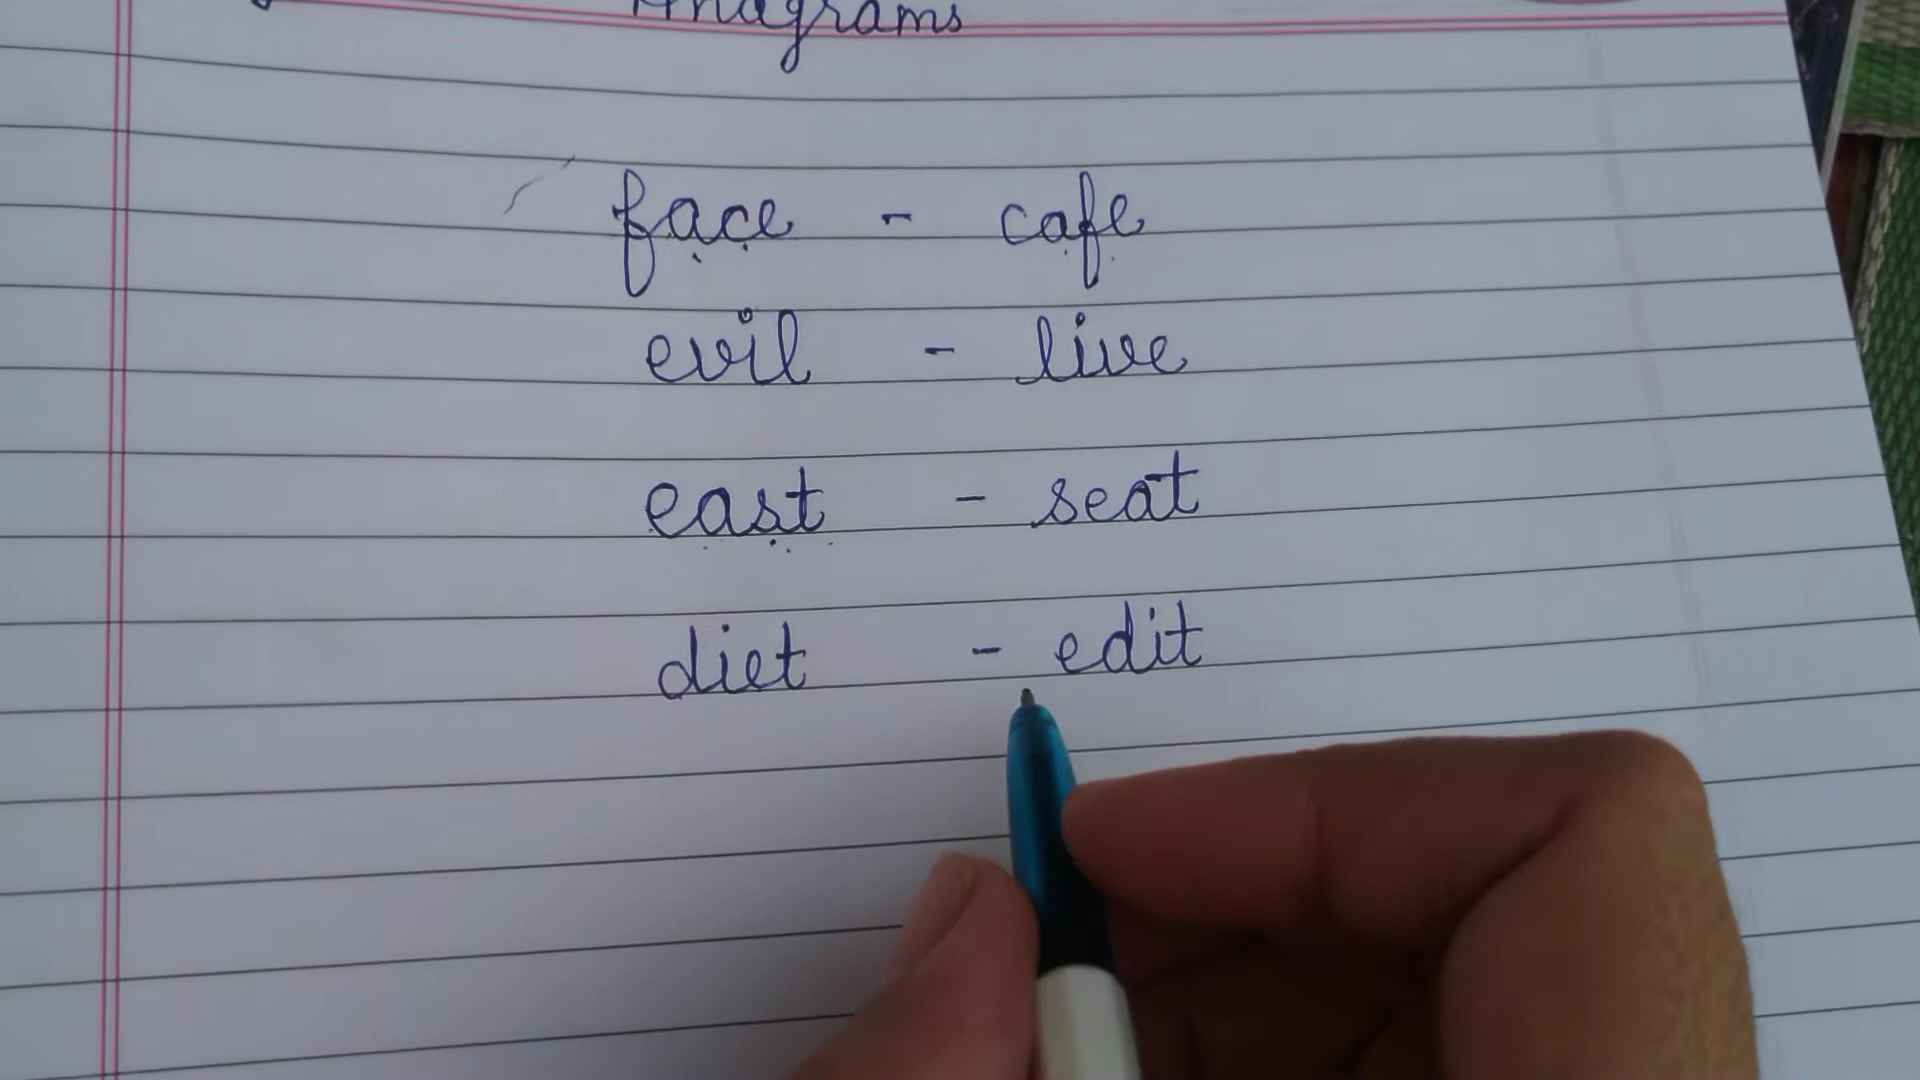 Anagrams
face - cafe
evil - live
east - seat
diet - edit